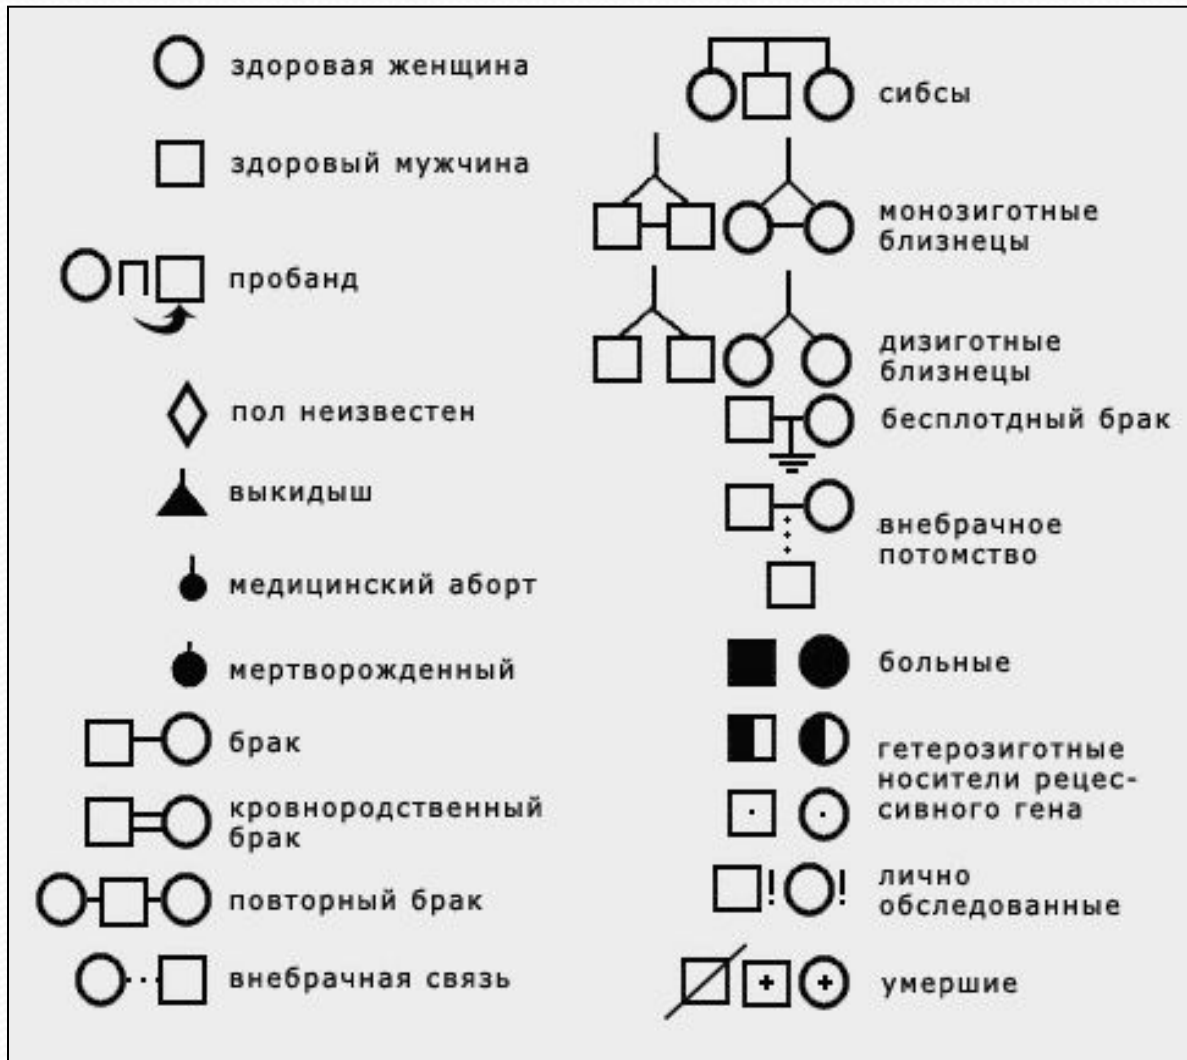 здоровая женщина
здоровый мужчина
П
пробанд
пол неизвестен
выкидыш
медицинский аборт
мертворожденный
брак
кровнородственный
брак
повторный брак
внебрачная связь
сибсы
монозиготные
близнецы
дизиготные
близнецы
бесплотдный брак
внебрачное
потомство
больные
гетерозиготные
носители рецес-
сивного гена
! !
лично
обследованные
умершие